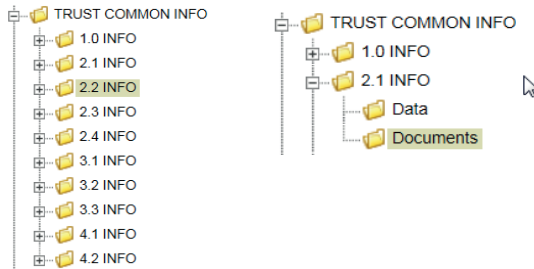 TRUST COMMON INFO
1.0 INFO
2.1 INFO
2.2 INFO
2.3 INFO
2.4 INFO
3.1 INFO
3.2 INFO
3.3 INFO
4.1 INFO
4.2 INFO
TRUST COMMON INFO
1.0 INFO
2.1 INFO
Data
Documents